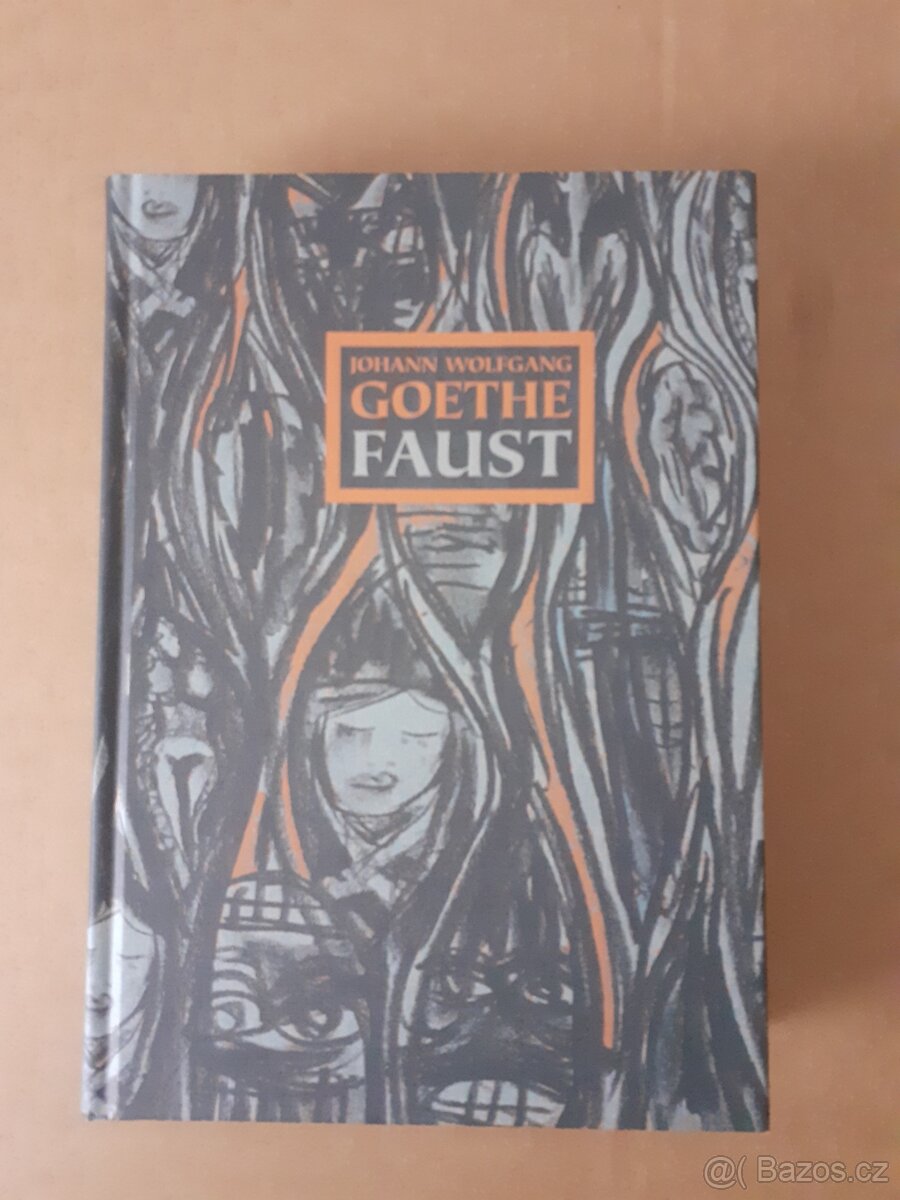 JOHANN WOLFGANG
GOETHE
FAUST
@( Bazos.cz